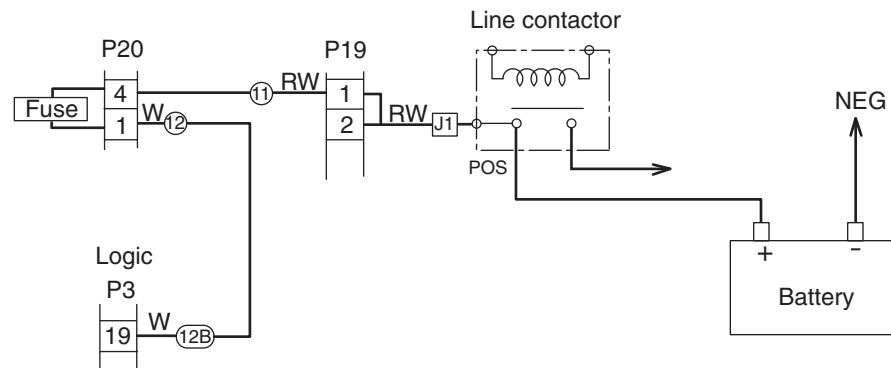 Line contactor
P20
P19
4
11
RW
1
Fuse
1
W
12
2
RW
J1
POS
NEG
+
-
Battery
Logic
P3
19
W
12B